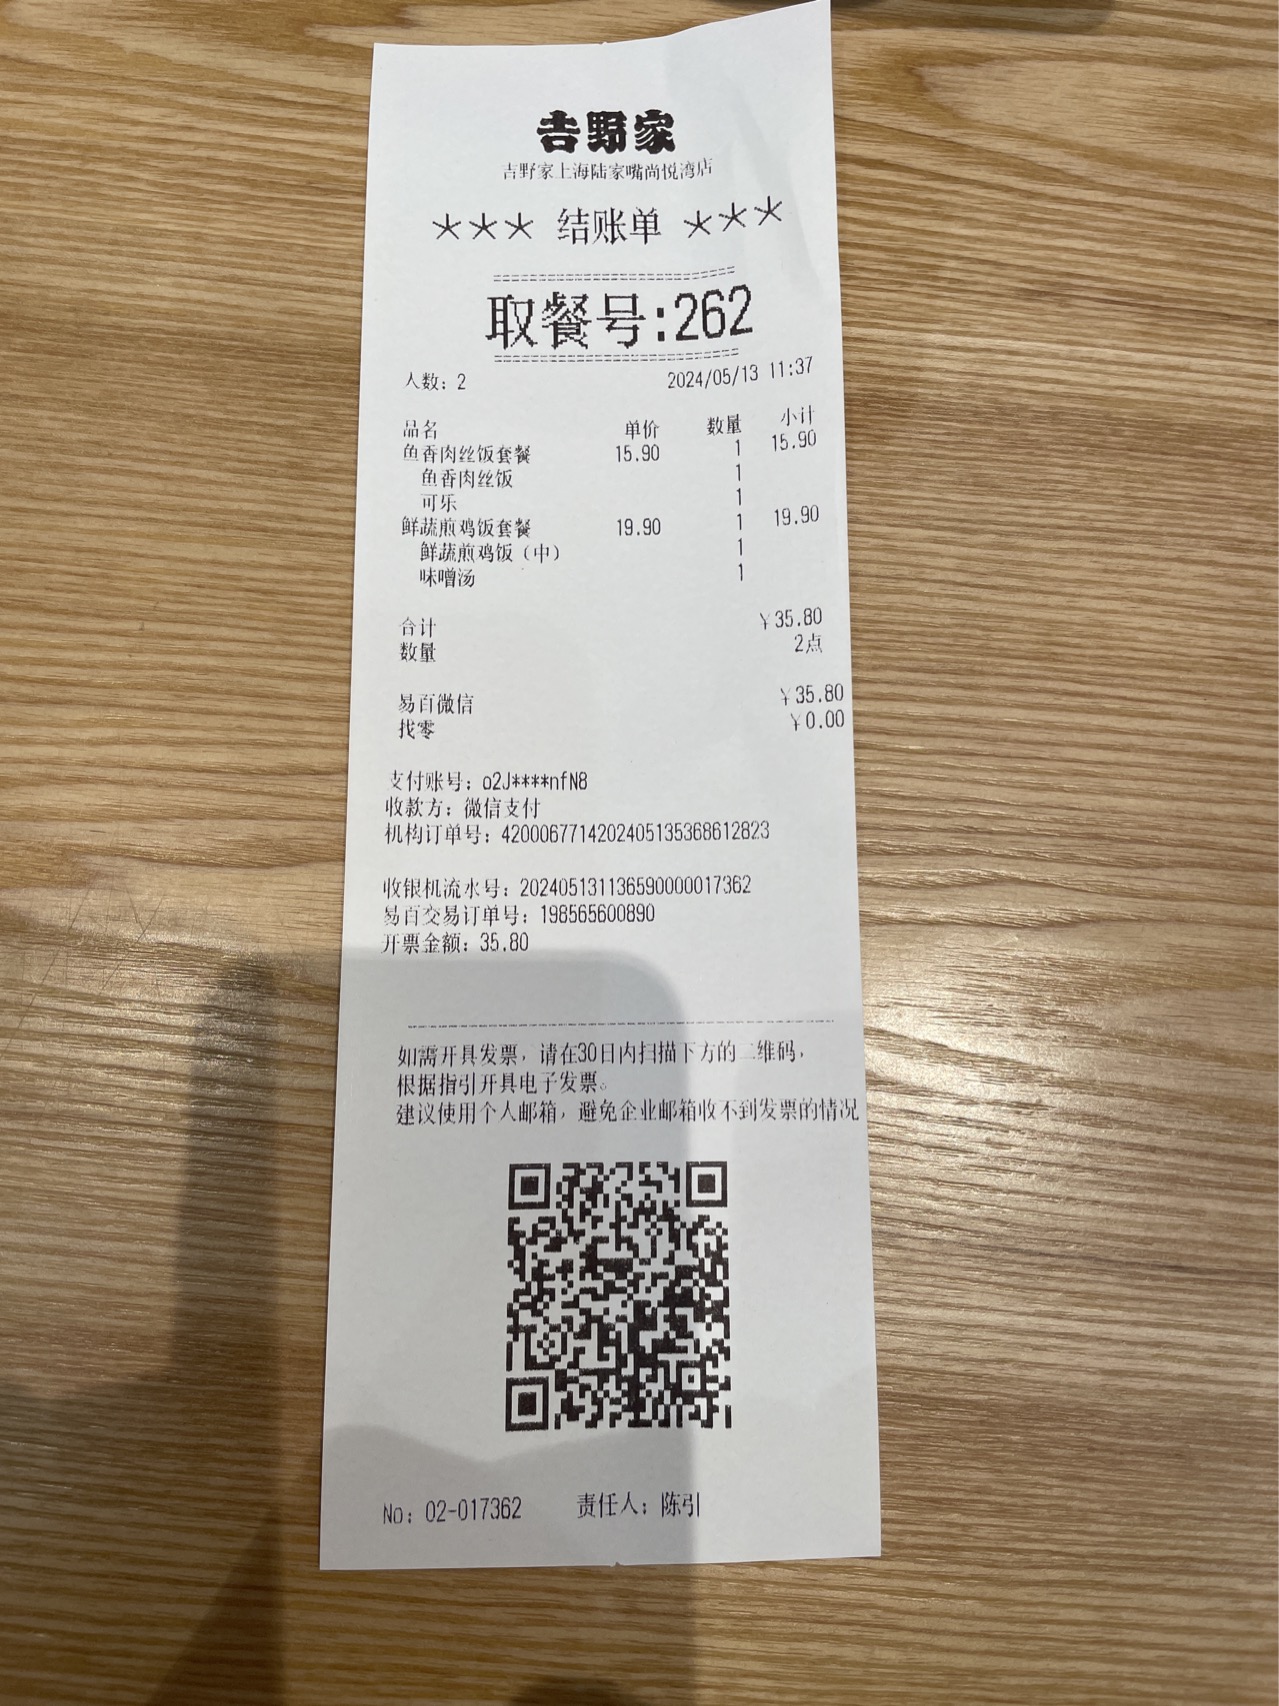 吉野家
吉野家上海陆家嘴尚悦湾店
*** 结账单 ***
取餐号:262
人数: 2 2024/05/13 11:37
品名 单价 数量 小计
鱼香肉丝饭套餐 15.90 1 15.90
鱼香肉丝饭 1
可乐 1
鲜蔬煎鸡饭套餐 19.90 1 19.90
鲜蔬煎鸡饭（中） 1
味噌汤 1
合计 ¥35.80
数量 2点
易百微信 ¥35.80
找零 ¥0.00
支付账号: o2J****nfN8
收款方: 微信支付
机构订单号: 4200067714202405135368612823
收银机流水号: 202405131136590000017362
易百交易订单号: 198565600890
开票金额: 35.80
如需开具发票，请在30日内扫描下方的二维码，
根据指引开具电子发票。
建议使用个人邮箱，避免企业邮箱收不到发票的情况
No: 02-017362 责任人: 陈引